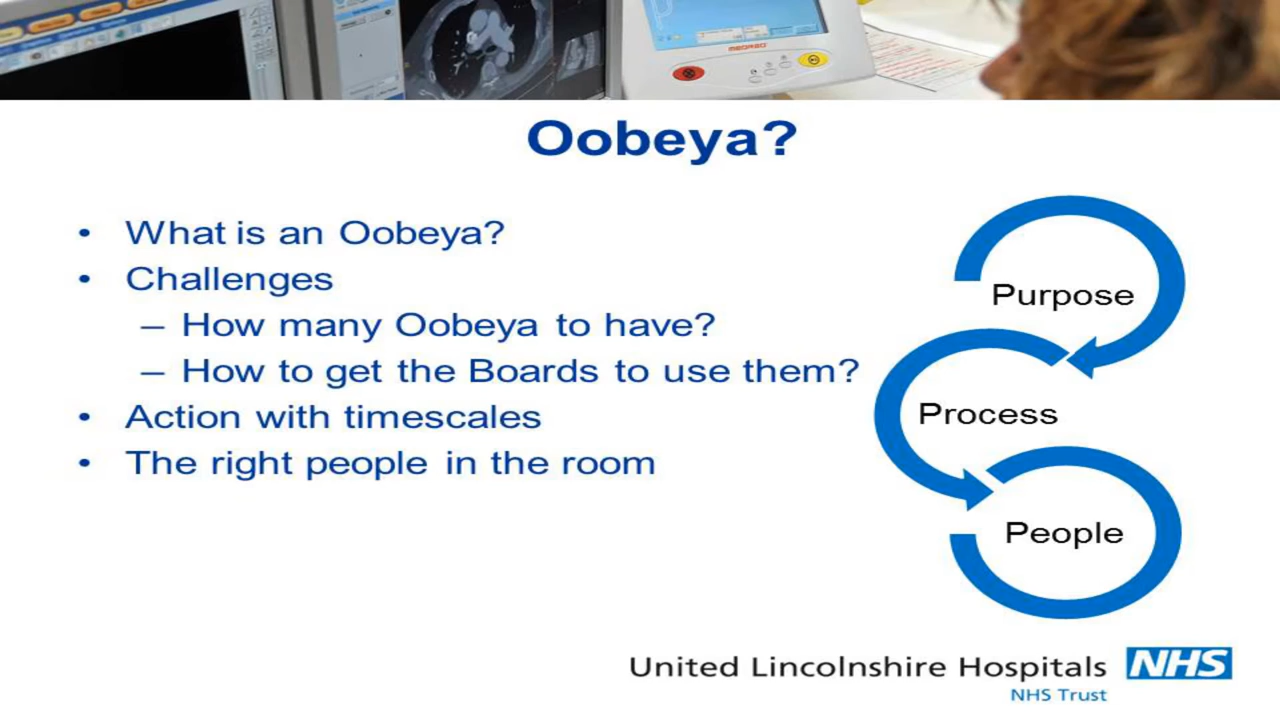 MEDRAD
Oobeya?
• What is an Oobeya?
• Challenges
– How many Oobeya to have?
– How to get the Boards to use them?
• Action with timescales
• The right people in the room
Purpose
Process
People
United Lincolnshire Hospitals NHS
NHS Trust